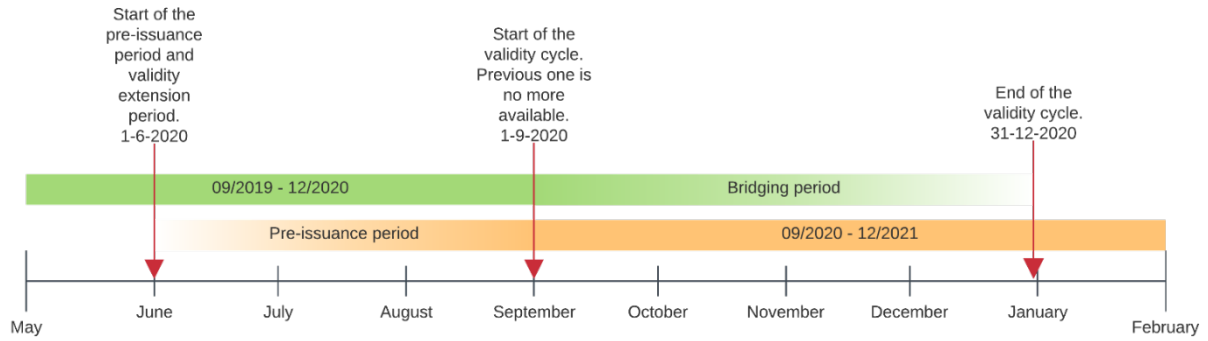 Start of the
pre-issuance
period and
validity
extension
period.
1-6-2020
Start of the
validity cycle.
Previous one is
no more
available.
1-9-2020
End of the
validity cycle.
31-12-2020
09/2019 - 12/2020
Bridging period
Pre-issuance period
09/2020 - 12/2021
May
June
July
August
September
October
November
December
January
February